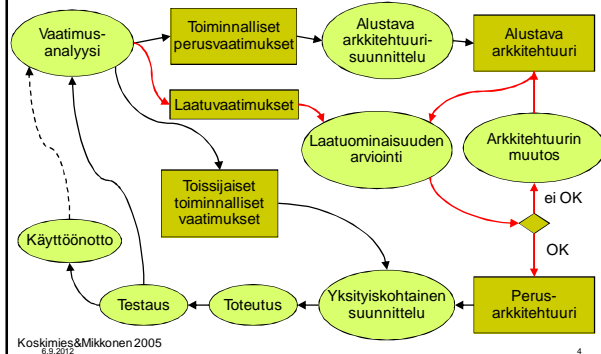 Vaatimus-
analyysi
Toiminnalliset
perusvaatimukset
Alustava
arkkitehtuuri-
suunnittelu
Alustava
arkkitehtuuri
Laatuvaatimukset
Laatuominaisuuden
arviointi
Arkkitehtuurin
muutos
Toissijaiset
toiminnalliset
vaatimukset
ei OK
OK
Käyttöönotto
Testaus
Toteutus
Yksityiskohtainen
suunnittelu
Perus-
arkkitehtuuri
Koskimies&Mikkonen 2005
6.9.2012
4